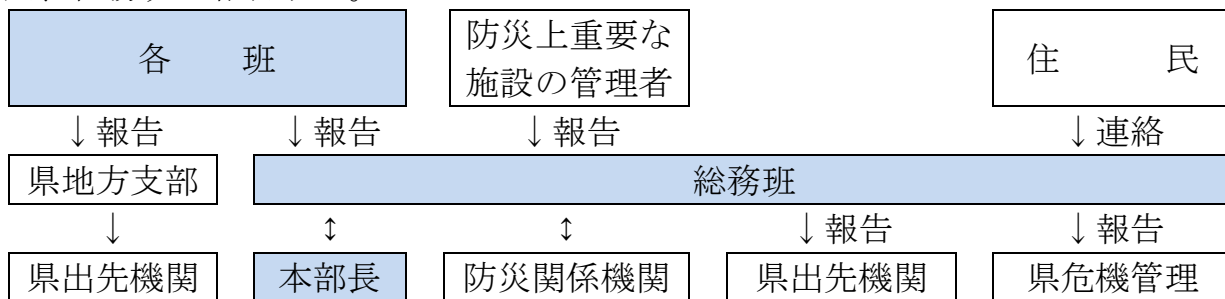 各　　班
防災上重要な
施設の管理者
住　　　民
↓報告
↓報告
↓報告
↓連絡
県地方支部
総務班
↓
↕
↕
↓報告
↓報告
県出先機関
本部長
防災関係機関
県出先機関
県危機管理